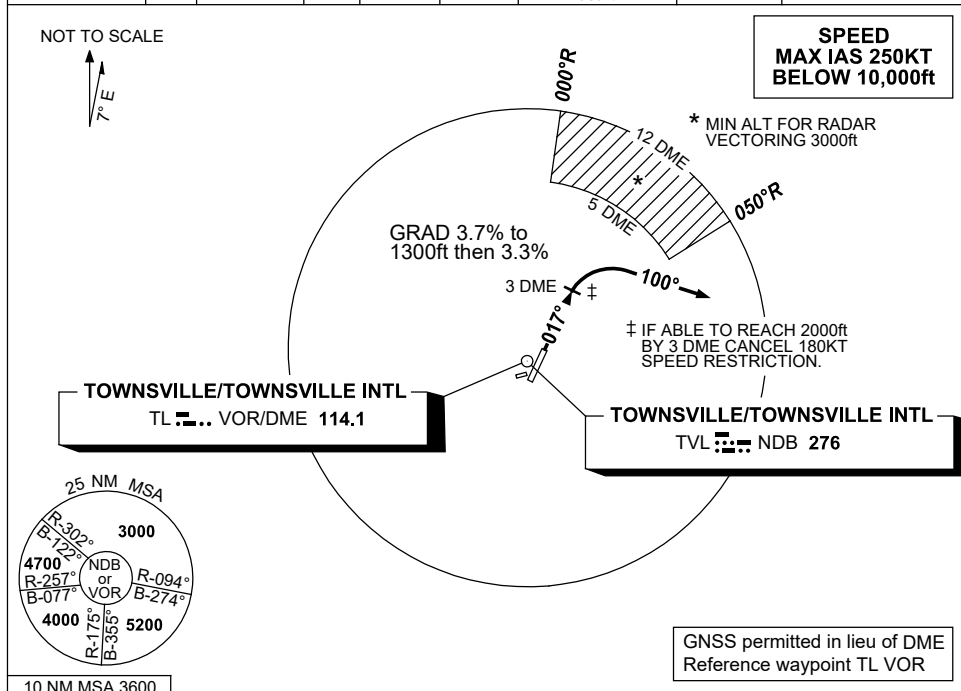 NOT TO SCALE
7° E
SPEED
MAX IAS 250KT
BELOW 10,000ft
000°R
12 DME
* MIN ALT FOR RADAR
VECTORING 3000ft
*
5 DME
050°R
GRAD 3.7% to
1300ft then 3.3%
3 DME
‡
100°
017°
‡ IF ABLE TO REACH 2000ft
BY 3 DME CANCEL 180KT
SPEED RESTRICTION.
TOWNSVILLE/TOWNSVILLE INTL
TL VOR/DME 114.1
TOWNSVILLE/TOWNSVILLE INTL
TVL NDB 276
25 NM MSA
R-302°
B-122°
3000
4700
NDB
or
VOR
R-257°
B-077°
R-094°
B-274°
4000
R-175°
B-355°
5200
10 NM MSA 3600
GNSS permitted in lieu of DME
Reference waypoint TL VOR